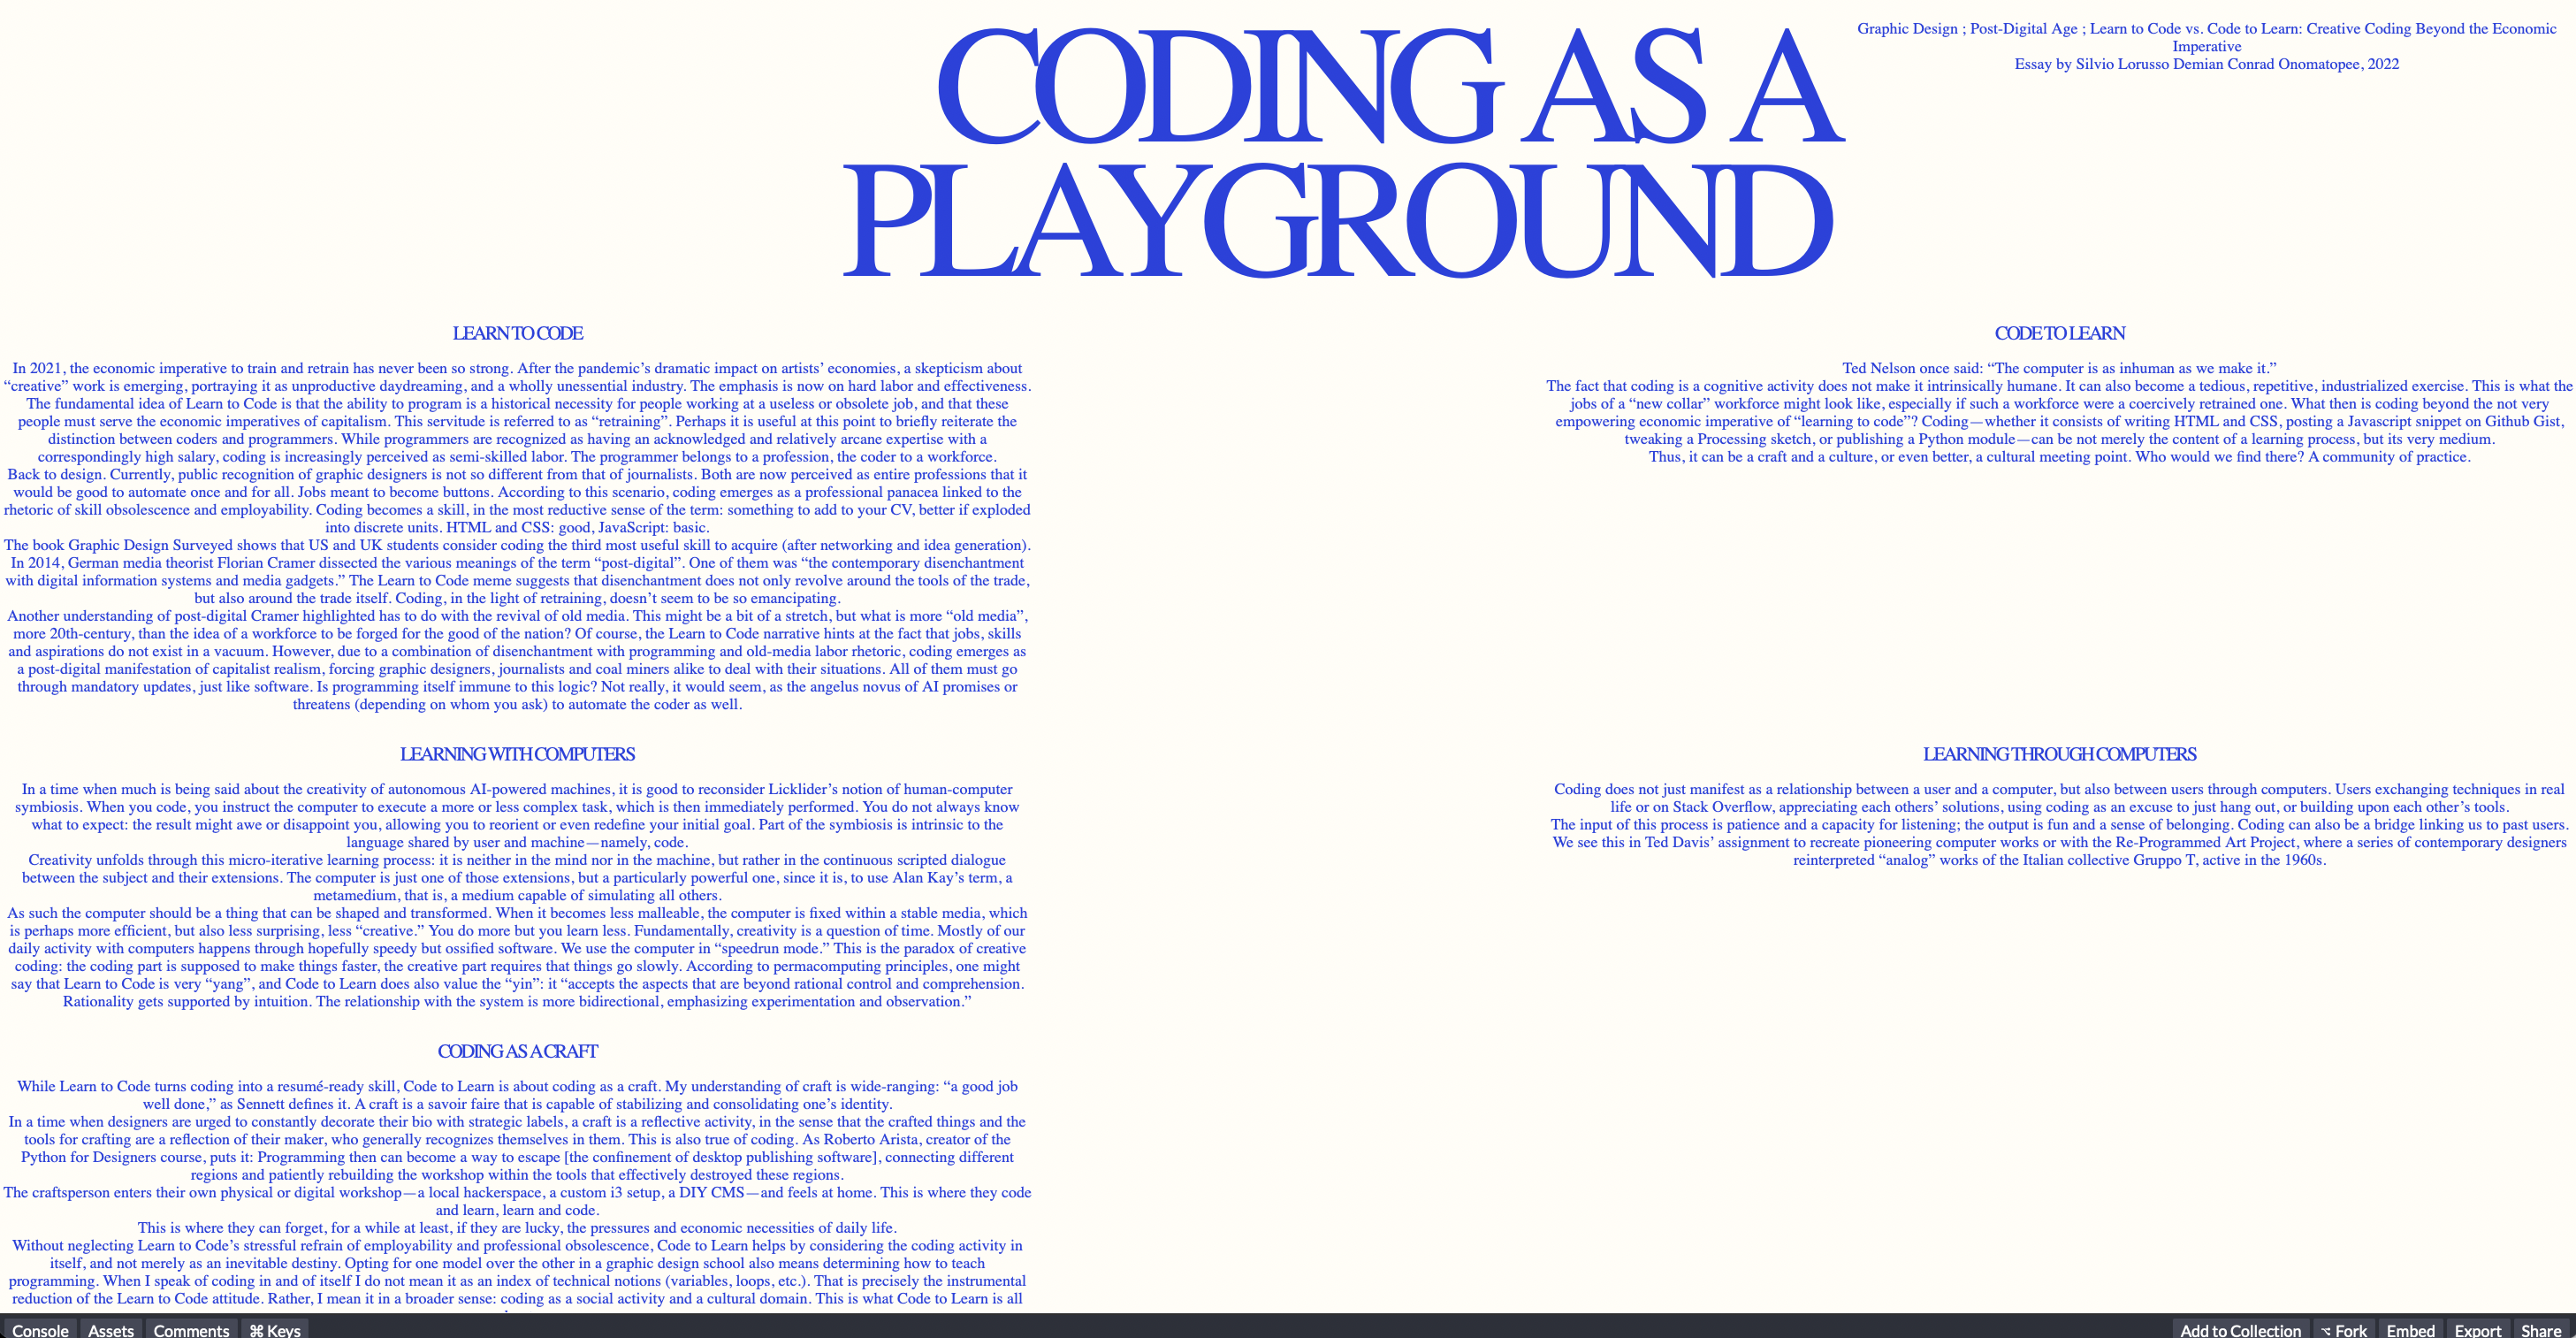 CODING AS A
PLAYGROUND
Graphic Design ; Post-Digital Age ; Learn to Code vs. Code to Learn: Creative Coding Beyond the Economic
Imperative
Essay by Silvio Lorusso Demian Conrad Onomatopee, 2022
LEARN TO CODE
In 2021, the economic imperative to train and retrain has never been so strong. After the pandemic’s dramatic impact on artists’ economies, a skepticism about
“creative” work is emerging, portraying it as unproductive daydreaming, and a wholly unessential industry. The emphasis is now on hard labor and effectiveness.
The fundamental idea of Learn to Code is that the ability to program is a historical necessity for people working at a useless or obsolete job, and that these
people must serve the economic imperatives of capitalism. This servitude is referred to as “retraining”. Perhaps it is useful at this point to briefly reiterate the
distinction between coders and programmers. While programmers are recognized as having an acknowledged and relatively arcane expertise with a
correspondingly high salary, coding is increasingly perceived as semi-skilled labor. The programmer belongs to a profession, the coder to a workforce.
Back to design. Currently, public recognition of graphic designers is not so different from that of journalists. Both are now perceived as entire professions that it
would be good to automate once and for all. Jobs meant to become buttons. According to this scenario, coding emerges as a professional panacea linked to the
rhetoric of skill obsolescence and employability. Coding becomes a skill, in the most reductive sense of the term: something to add to your CV, better if exploded
into discrete units. HTML and CSS: good, JavaScript: basic.
The book Graphic Design Surveyed shows that US and UK students consider coding the third most useful skill to acquire (after networking and idea generation).
In 2014, German media theorist Florian Cramer dissected the various meanings of the term “post-digital”. One of them was “the contemporary disenchantment
with digital information systems and media gadgets.” The Learn to Code meme suggests that disenchantment does not only revolve around the tools of the trade,
but also around the trade itself. Coding, in the light of retraining, doesn’t seem to be so emancipating.
Another understanding of post-digital Cramer highlighted has to do with the revival of old media. This might be a bit of a stretch, but what is more “old media”,
more 20th-century, than the idea of a workforce to be forged for the good of the nation? Of course, the Learn to Code narrative hints at the fact that jobs, skills
and aspirations do not exist in a vacuum. However, due to a combination of disenchantment with programming and old-media labor rhetoric, coding emerges as
a post-digital manifestation of capitalist realism, forcing graphic designers, journalists and coal miners alike to deal with their situations. All of them must go
through mandatory updates, just like software. Is programming itself immune to this logic? Not really, it would seem, as the angelus novus of AI promises or
threatens (depending on whom you ask) to automate the coder as well.
CODE TO LEARN
Ted Nelson once said: “The computer is as inhuman as we make it.”
The fact that coding is a cognitive activity does not make it intrinsically humane. It can also become a tedious, repetitive, industrialized exercise. This is what the
jobs of a “new collar” workforce might look like, especially if such a workforce were a coercively retrained one. What then is coding beyond the not very
empowering economic imperative of “learning to code”? Coding—whether it consists of writing HTML and CSS, posting a Javascript snippet on Github Gist,
tweaking a Processing sketch, or publishing a Python module—can be not merely the content of a learning process, but its very medium.
Thus, it can be a craft and a culture, or even better, a cultural meeting point. Who would we find there? A community of practice.
LEARNING WITH COMPUTERS
In a time when much is being said about the creativity of autonomous AI-powered machines, it is good to reconsider Licklider’s notion of human-computer
symbiosis. When you code, you instruct the computer to execute a more or less complex task, which is then immediately performed. You do not always know
what to expect: the result might awe or disappoint you, allowing you to reorient or even redefine your initial goal. Part of the symbiosis is intrinsic to the
language shared by user and machine—namely, code.
Creativity unfolds through this micro-iterative learning process: it is neither in the mind nor in the machine, but rather in the continuous scripted dialogue
between the subject and their extensions. The computer is just one of those extensions, but a particularly powerful one, since it is, to use Alan Kay’s term, a
metamedium, that is, a medium capable of simulating all others.
As such the computer should be a thing that can be shaped and transformed. When it becomes less malleable, the computer is fixed within a stable media, which
is perhaps more efficient, but also less surprising, less “creative.” You do more but you learn less. Fundamentally, creativity is a question of time. Mostly of our
daily activity with computers happens through hopefully speedy but ossified software. We use the computer in “speedrun mode.” This is the paradox of creative
coding: the coding part is supposed to make things faster, the creative part requires that things go slowly. According to permacomputing principles, one might
say that Learn to Code is very “yang”, and Code to Learn does also value the “yin”: it “accepts the aspects that are beyond rational control and comprehension.
Rationality gets supported by intuition. The relationship with the system is more bidirectional, emphasizing experimentation and observation.”
LEARNING THROUGH COMPUTERS
Coding does not just manifest as a relationship between a user and a computer, but also between users through computers. Users exchanging techniques in real
life or on Stack Overflow, appreciating each others’ solutions, using coding as an excuse to just hang out, or building upon each other’s tools.
The input of this process is patience and a capacity for listening; the output is fun and a sense of belonging. Coding can also be a bridge linking us to past users.
We see this in Ted Davis’ assignment to recreate pioneering computer works or with the Re-Programmed Art Project, where a series of contemporary designers
reinterpreted “analog” works of the Italian collective Gruppo T, active in the 1960s.
CODING AS A CRAFT
While Learn to Code turns coding into a resumé-ready skill, Code to Learn is about coding as a craft. My understanding of craft is wide-ranging: “a good job
well done,” as Sennett defines it. A craft is a savoir faire that is capable of stabilizing and consolidating one’s identity.
In a time when designers are urged to constantly decorate their bio with strategic labels, a craft is a reflective activity, in the sense that the crafted things and the
tools for crafting are a reflection of their maker, who generally recognizes themselves in them. This is also true of coding. As Roberto Arista, creator of the
Python for Designers course, puts it: Programming then can become a way to escape [the confinement of desktop publishing software], connecting different
regions and patiently rebuilding the workshop within the tools that effectively destroyed these regions.
The craftsperson enters their own physical or digital workshop—a local hackerspace, a custom i3 setup, a DIY CMS—and feels at home. This is where they code
and learn, learn and code.
This is where they can forget, for a while at least, if they are lucky, the pressures and economic necessities of daily life.
Without neglecting Learn to Code’s stressful refrain of employability and professional obsolescence, Code to Learn helps by considering the coding activity in
itself, and not merely as an inevitable destiny. Opting for one model over the other in a graphic design school also means determining how to teach
programming. When I speak of coding in and of itself I do not mean it as an index of technical notions (variables, loops, etc.). That is precisely the instrumental
reduction of the Learn to Code attitude. Rather, I mean it in a broader sense: coding as a social activity and a cultural domain. This is what Code to Learn is all
Console Assets Comments ⌘ Keys Add to Collection ⌥ Fork Embed Export Share